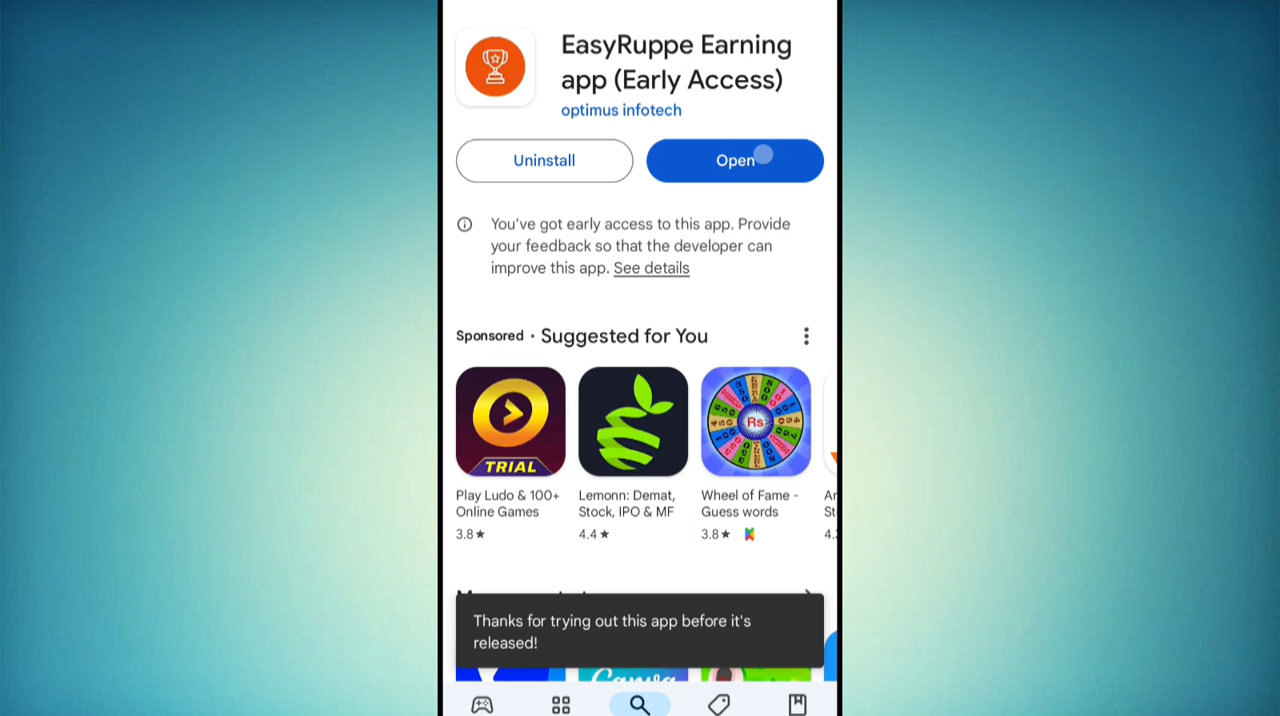 EasyRuppe Earning
app (Early Access)
optimus infotech
Uninstall
Open
You've got early access to this app. Provide
your feedback so that the developer can
improve this app. See details
Sponsored • Suggested for You
TRIAL
Rs
Play Ludo & 100+
Online Games
3.8★
Lemonn: Demat,
Stock, IPO & MF
4.4★
Wheel of Fame -
Guess words
3.8★
Thanks for trying out this app before it's
released!